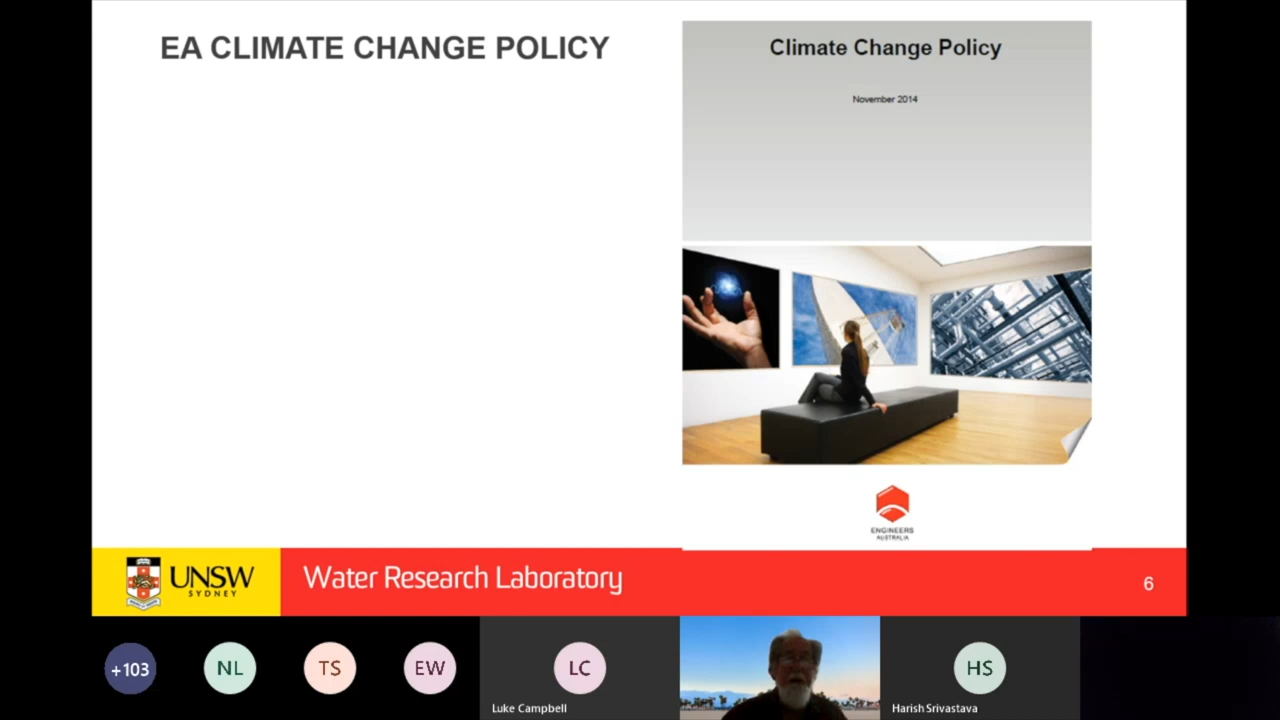 EA CLIMATE CHANGE POLICY
Climate Change Policy
November 2014
ENGINEERS
AUSTRALIA
UNSW
SYDNEY
Water Research Laboratory
6
+103
NL
TS
EW
LC
HS
Luke Campbell
Harish Srivastava